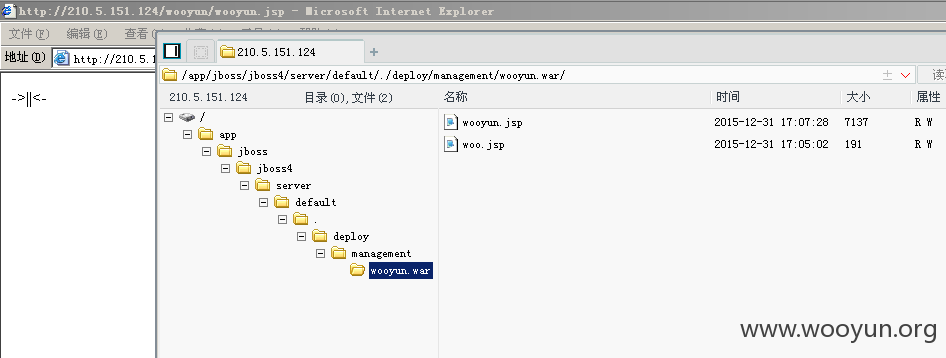 http://210.5.151.124/wooyun/wooyun.jsp - Microsoft Internet Explorer
文件(F) 编辑(E) 查看
地址(D) http://210.5
->||<-
210.5.151.124
/app/jboss/jboss4/server/default/./deploy/management/wooyun.war/
读
210.5.151.124 目录(0),文件(2) 名称 时间 大小 属性
/
app
jboss
jboss4
server
default
.
deploy
management
wooyun.war
wooyun.jsp 2015-12-31 17:07:28 7137 R W
woo.jsp 2015-12-31 17:05:02 191 R W
www.wooyun.org